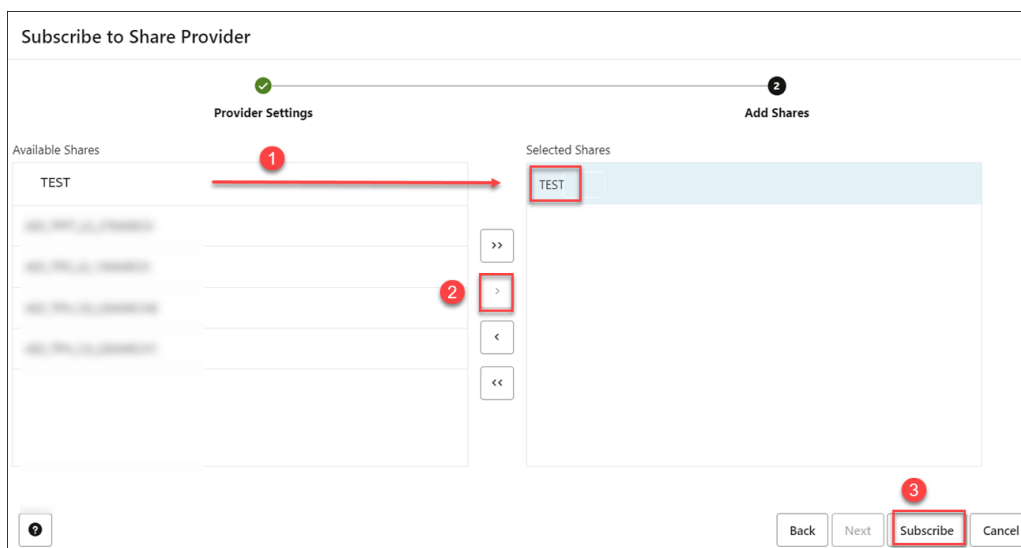 Subscribe to Share Provider
2
Provider Settings
Add Shares
Available Shares
1
Selected Shares
TEST
TEST
>>
2
>
<
<<
3
?
Back
Next
Subscribe
Cancel